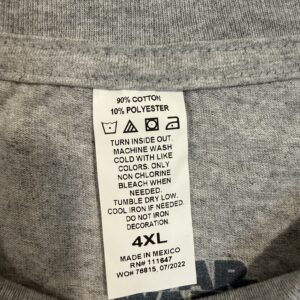 90% COTTON
10% POLYESTER
TURN INSIDE OUT.
MACHINE WASH
COLD WITH LIKE
COLORS. ONLY
NON CHLORINE
BLEACH WHEN
NEEDED.
TUMBLE DRY LOW.
COOL IRON IF NEEDED.
DO NOT IRON
DECORATION.
4XL
MADE IN MEXICO
RN# 111647
WO# 76815, 07/2022